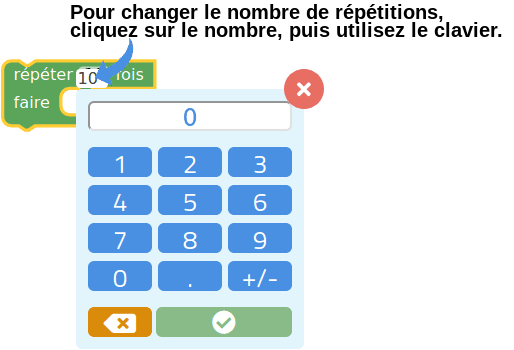 Pour changer le nombre de répétitions,
cliquez sur le nombre, puis utilisez le clavier.
répéter 10 fois
faire
0
1 2 3
4 5 6
7 8 9
0 . +/-